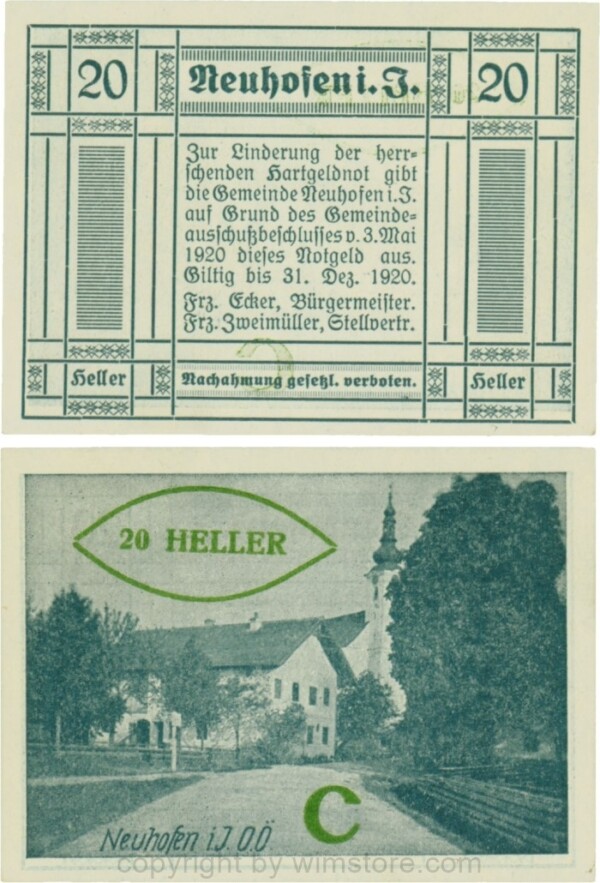 20 Neuhofen i. J. 20
Zur Linderung der herr=
schenden Hartgeldnot gibt
die Gemeinde Neuhofen i. J.
auf Grund des Gemeinde=
ausschußbeschlusses v. 3. Mai
1920 dieses Notgeld aus.
Giltig bis 31. Dez. 1920.
Frz. Ecker, Bürgermeister.
Frz. Zweimüller, Stellvertr.
Heller Nachahmung gesetzl. verboten. Heller
20 HELLER
C
Neuhofen i J. O.Ö
copyright by wimstore.com